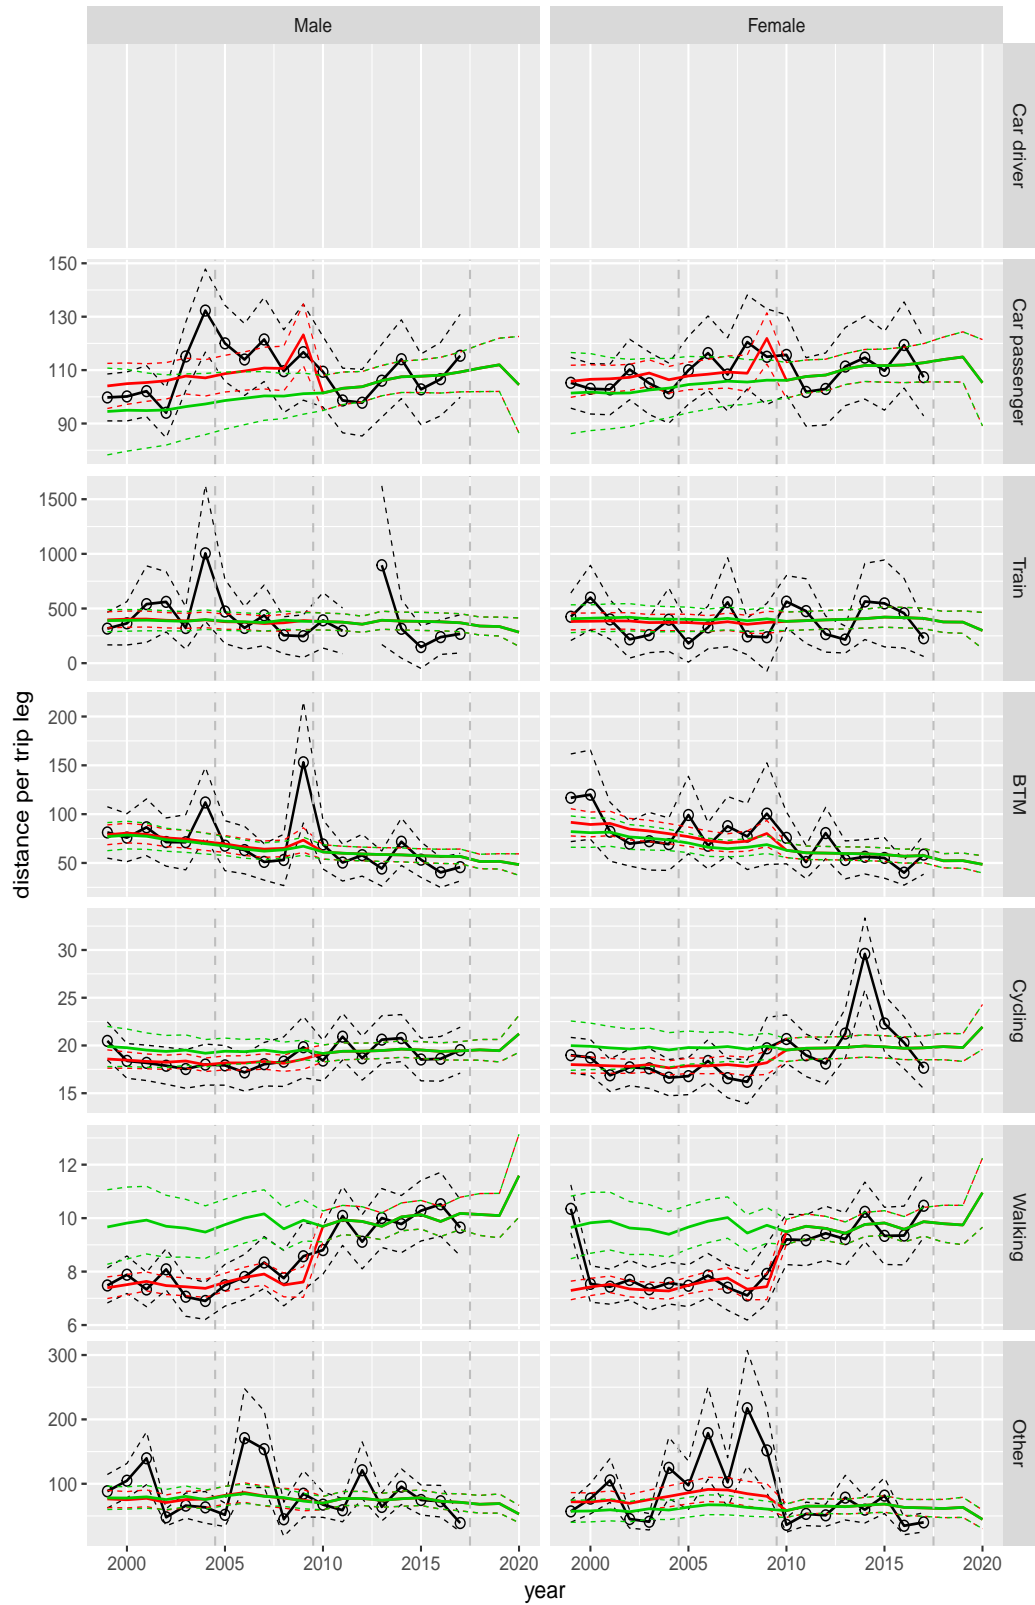 Male Female
Car driver
150
130
110
90
Car passenger
1500
1000
500
0
Train
200
150
100
50
BTM
30
25
20
15
Cycling
12
10
8
6
Walking
300
200
100
Other
2000 2005 2010 2015 2020 2000 2005 2010 2015 2020
year
distance per trip leg